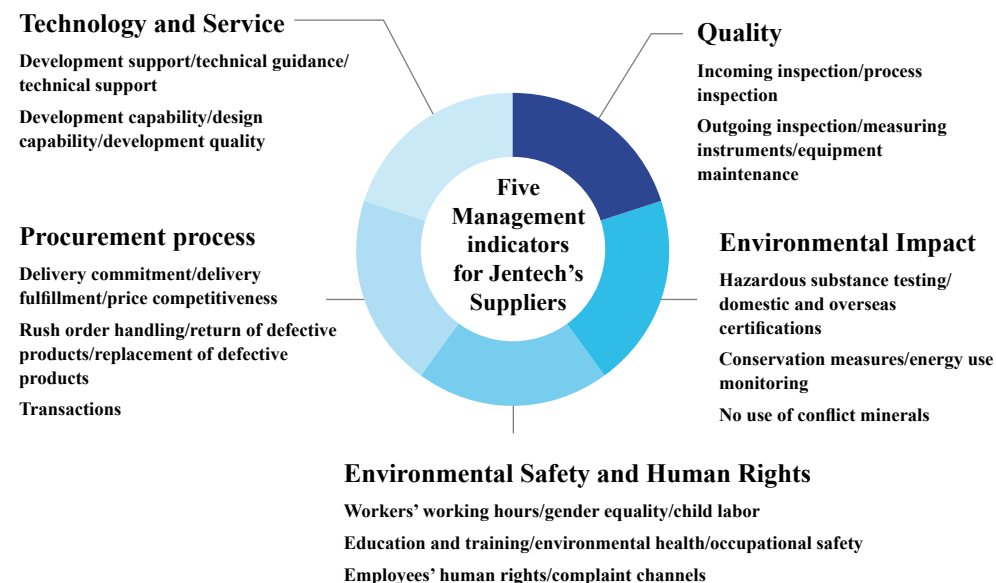 Technology and Service
Development support/technical guidance/
technical support
Development capability/design
capability/development quality
Quality
Incoming inspection/process
inspection
Outgoing inspection/measuring
instruments/equipment
maintenance
Five
Management
indicators
for Jentech’s
Suppliers
Procurement process
Delivery commitment/delivery
fulfillment/price competitiveness
Rush order handling/return of defective
products/replacement of defective
products
Transactions
Environmental Impact
Hazardous substance testing/
domestic and overseas
certifications
Conservation measures/energy use
monitoring
No use of conflict minerals
Environmental Safety and Human Rights
Workers’ working hours/gender equality/child labor
Education and training/environmental health/occupational safety
Employees’ human rights/complaint channels